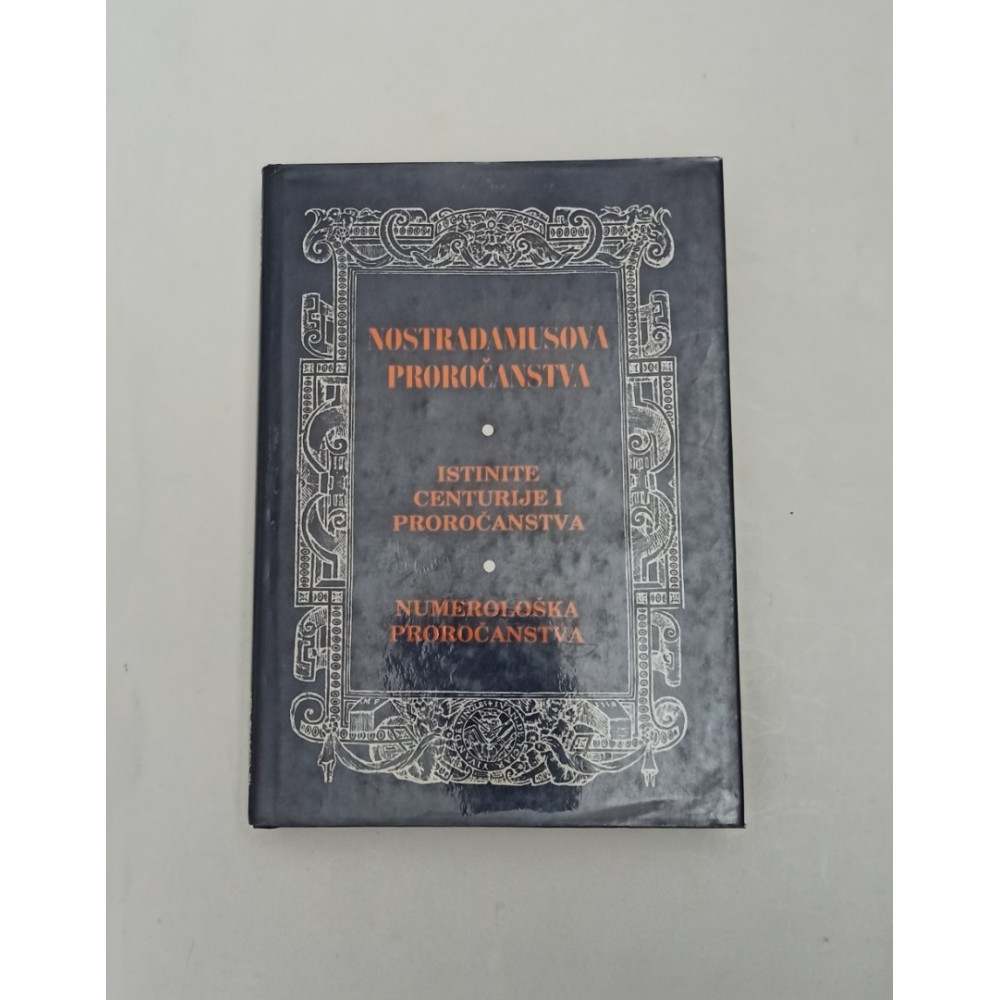 NOSTRADAMUSOVA
PROROČANSTVA
ISTINITE
CENTURIJE I
PROROČANSTVA
NUMEROLOŠKA
PROROČANSTVA